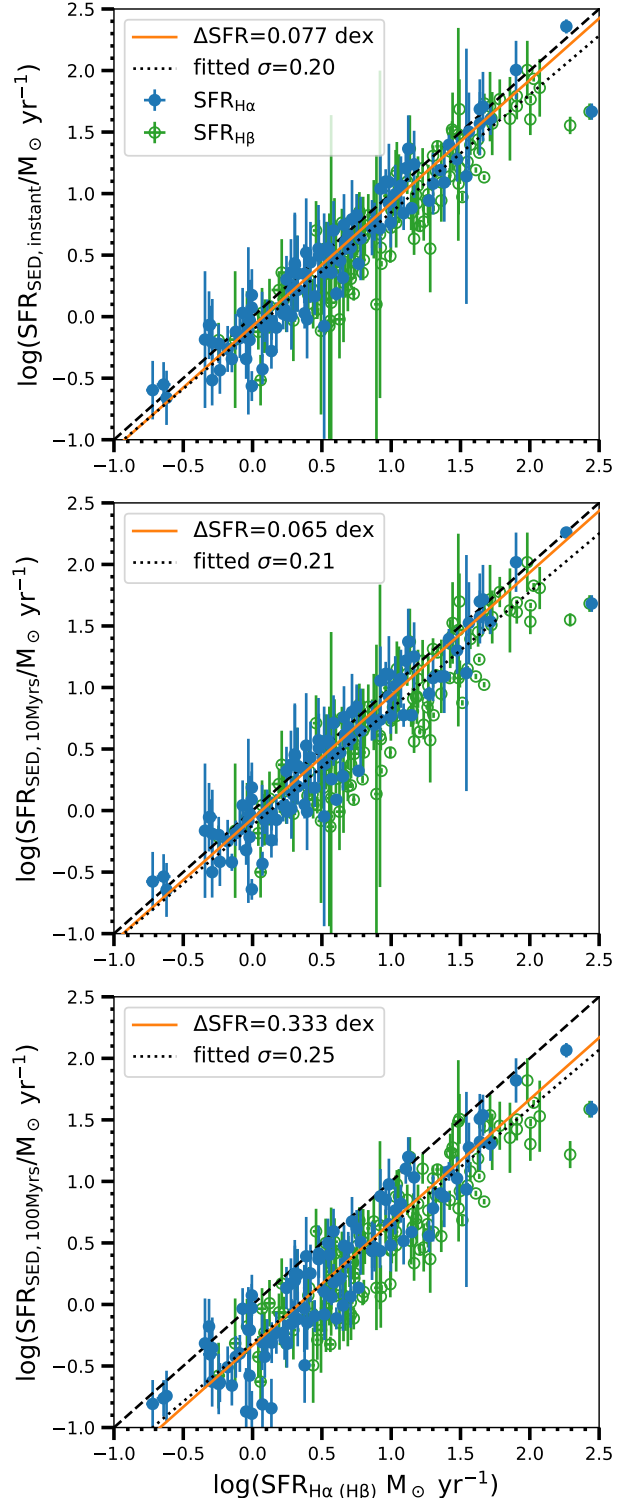 2.5
2.0
1.5
1.0
0.5
0.0
−0.5
−1.0
log(SFR_SED, instant/M⊙ yr⁻¹)
ΔSFR=0.077 dex
fitted σ=0.20
SFR_Hα
SFR_Hβ
−1.0 −0.5 0.0 0.5 1.0 1.5 2.0 2.5
2.5
2.0
1.5
1.0
0.5
0.0
−0.5
−1.0
log(SFR_SED, 10Myrs/M⊙ yr⁻¹)
ΔSFR=0.065 dex
fitted σ=0.21
−1.0 −0.5 0.0 0.5 1.0 1.5 2.0 2.5
2.5
2.0
1.5
1.0
0.5
0.0
−0.5
−1.0
log(SFR_SED, 100Myrs/M⊙ yr⁻¹)
ΔSFR=0.333 dex
fitted σ=0.25
−1.0 −0.5 0.0 0.5 1.0 1.5 2.0 2.5
log(SFR_Hα (Hβ) M⊙ yr⁻¹)